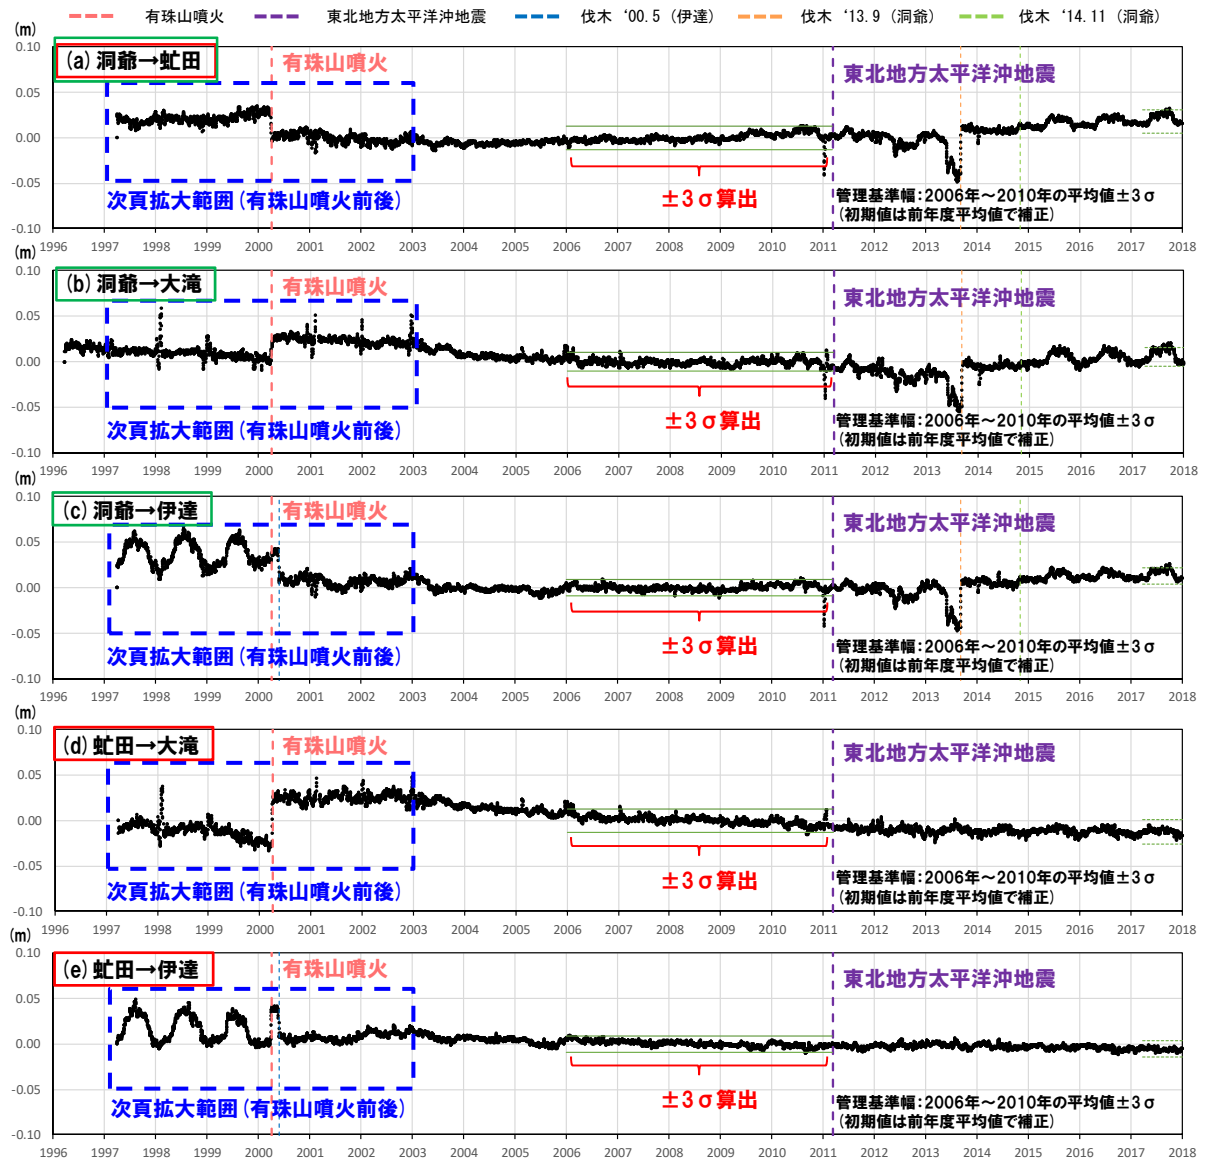 有珠山噴火 東北地方太平洋沖地震 伐木 ‘00.5（伊達） 伐木 ‘13.9（洞爺） 伐木 ‘14.11（洞爺）
(m)
0.10
0.05
0.00
-0.05
-0.10
(a) 洞爺→虻田
有珠山噴火
東北地方太平洋沖地震
次頁拡大範囲(有珠山噴火前後)
±3σ算出
管理基準幅：2006年～2010年の平均値±3σ
(初期値は前年度平均値で補正)
1996 1997 1998 1999 2000 2001 2002 2003 2004 2005 2006 2007 2008 2009 2010 2011 2012 2013 2014 2015 2016 2017 2018
(m)
0.10
0.05
0.00
-0.05
-0.10
(b) 洞爺→大滝
有珠山噴火
東北地方太平洋沖地震
次頁拡大範囲(有珠山噴火前後)
±3σ算出
管理基準幅：2006年～2010年の平均値±3σ
(初期値は前年度平均値で補正)
1996 1997 1998 1999 2000 2001 2002 2003 2004 2005 2006 2007 2008 2009 2010 2011 2012 2013 2014 2015 2016 2017 2018
(m)
0.10
0.05
0.00
-0.05
-0.10
(c) 洞爺→伊達
有珠山噴火
東北地方太平洋沖地震
次頁拡大範囲(有珠山噴火前後)
±3σ算出
管理基準幅：2006年～2010年の平均値±3σ
(初期値は前年度平均値で補正)
1996 1997 1998 1999 2000 2001 2002 2003 2004 2005 2006 2007 2008 2009 2010 2011 2012 2013 2014 2015 2016 2017 2018
(m)
0.10
0.05
0.00
-0.05
-0.10
(d) 虻田→大滝
有珠山噴火
東北地方太平洋沖地震
次頁拡大範囲(有珠山噴火前後)
±3σ算出
管理基準幅：2006年～2010年の平均値±3σ
(初期値は前年度平均値で補正)
1996 1997 1998 1999 2000 2001 2002 2003 2004 2005 2006 2007 2008 2009 2010 2011 2012 2013 2014 2015 2016 2017 2018
(m)
0.10
0.05
0.00
-0.05
-0.10
(e) 虻田→伊達
有珠山噴火
東北地方太平洋沖地震
次頁拡大範囲(有珠山噴火前後)
±3σ算出
管理基準幅：2006年～2010年の平均値±3σ
(初期値は前年度平均値で補正)
1996 1997 1998 1999 2000 2001 2002 2003 2004 2005 2006 2007 2008 2009 2010 2011 2012 2013 2014 2015 2016 2017 2018